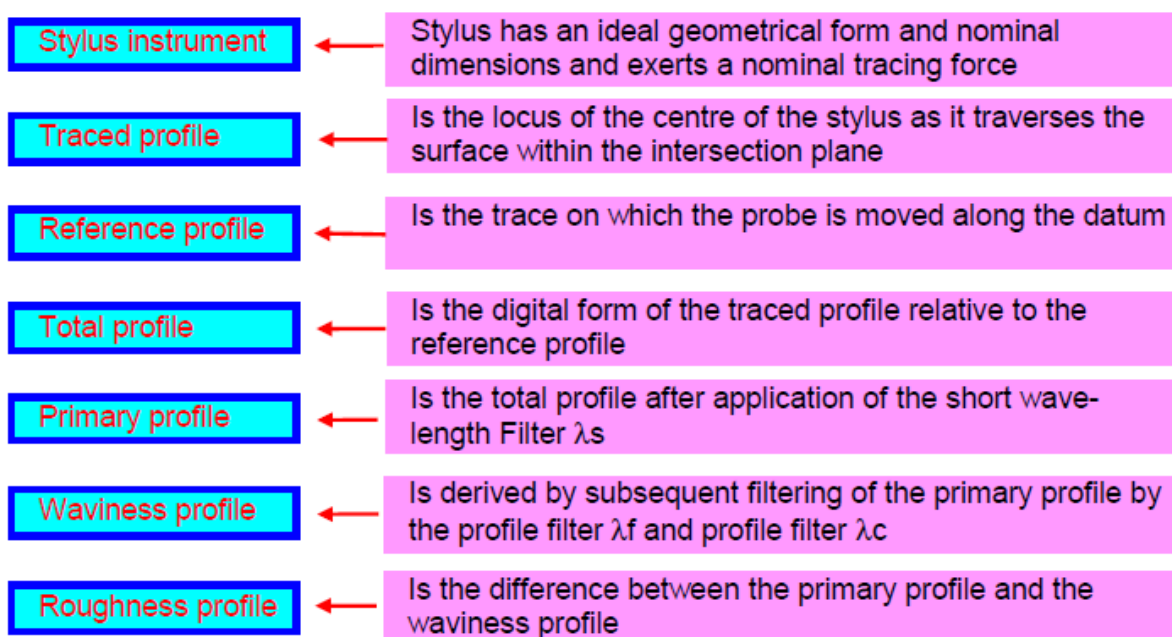 Stylus instrument
Stylus has an ideal geometrical form and nominal
dimensions and exerts a nominal tracing force
Traced profile
Is the locus of the centre of the stylus as it traverses the
surface within the intersection plane
Reference profile
Is the trace on which the probe is moved along the datum
Total profile
Is the digital form of the traced profile relative to the
reference profile
Primary profile
Is the total profile after application of the short wave-
length Filter λs
Waviness profile
Is derived by subsequent filtering of the primary profile by
the profile filter λf and profile filter λc
Roughness profile
Is the difference between the primary profile and the
waviness profile